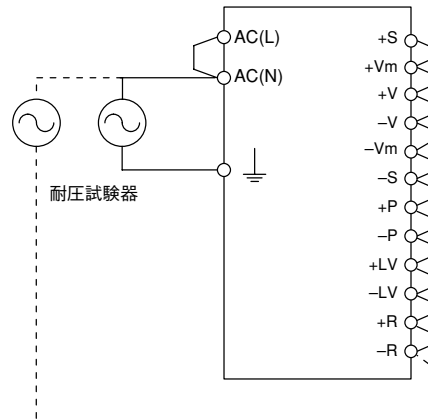 AC(L)
AC(N)
耐圧試験器
+S
+Vm
+V
–V
–Vm
–S
+P
–P
+LV
–LV
+R
–R